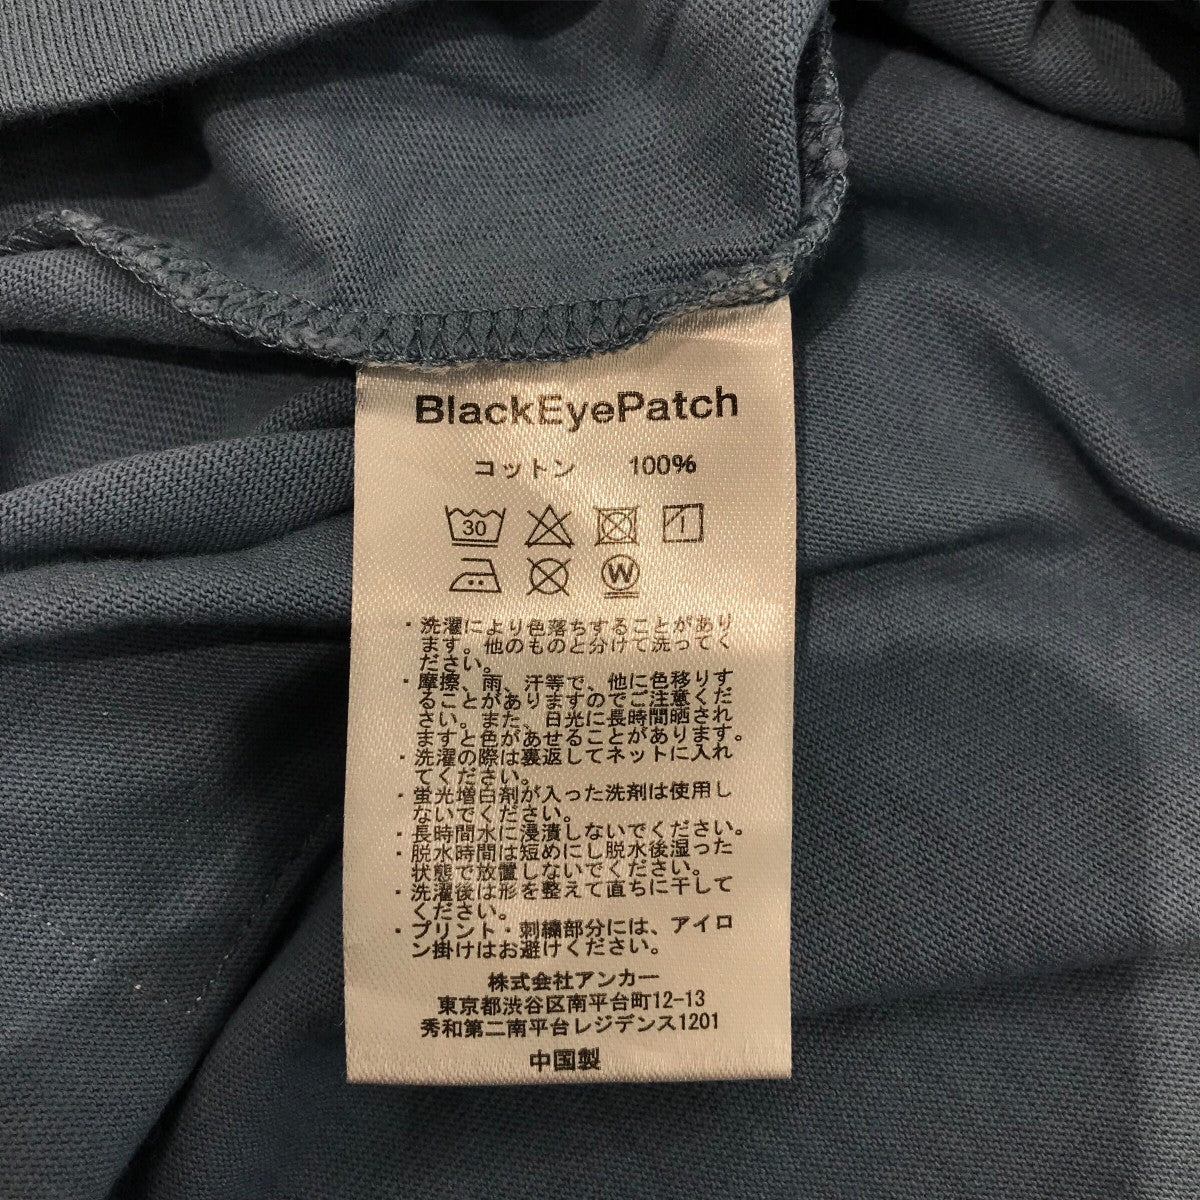 BlackEyePatch
コットン 100%
30
W
・洗濯により色落ちすることがあり
ます。他のものと分けて洗ってく
ださい。
・摩擦、雨、汗等で、他に色移りす
ることがありますのでご注意くだ
さい。また、日光に長時間晒され
ますと色があせることがあります。
・洗濯の際は裏返してネットに入れ
てください。
・蛍光増白剤が入った洗剤は使用し
ないでください。
・長時間水に浸漬しないでください。
・脱水時間は短めにし脱水後湿った
状態で放置しないでください。
・洗濯後は形を整えて直ちに干して
ください。
・プリント・刺繍部分には、アイロ
ン掛けはお避けください。
株式会社アンカー
東京都渋谷区南平台町12-13
秀和第二南平台レジデンス1201
中国製